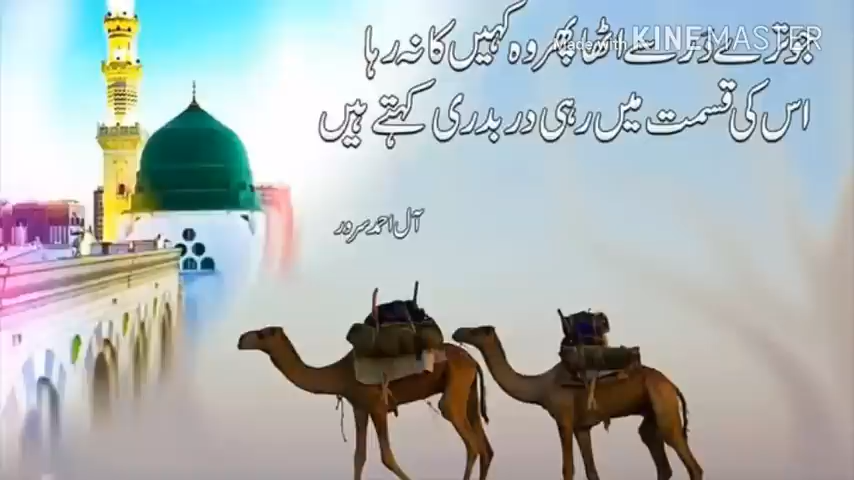 جو ترے در سے اٹھا پھر وہ کہیں کا نہ رہا
Made with KINEMASTER
اس کی قسمت میں رہی در بدری کہتے ہیں
آل احمد سرور